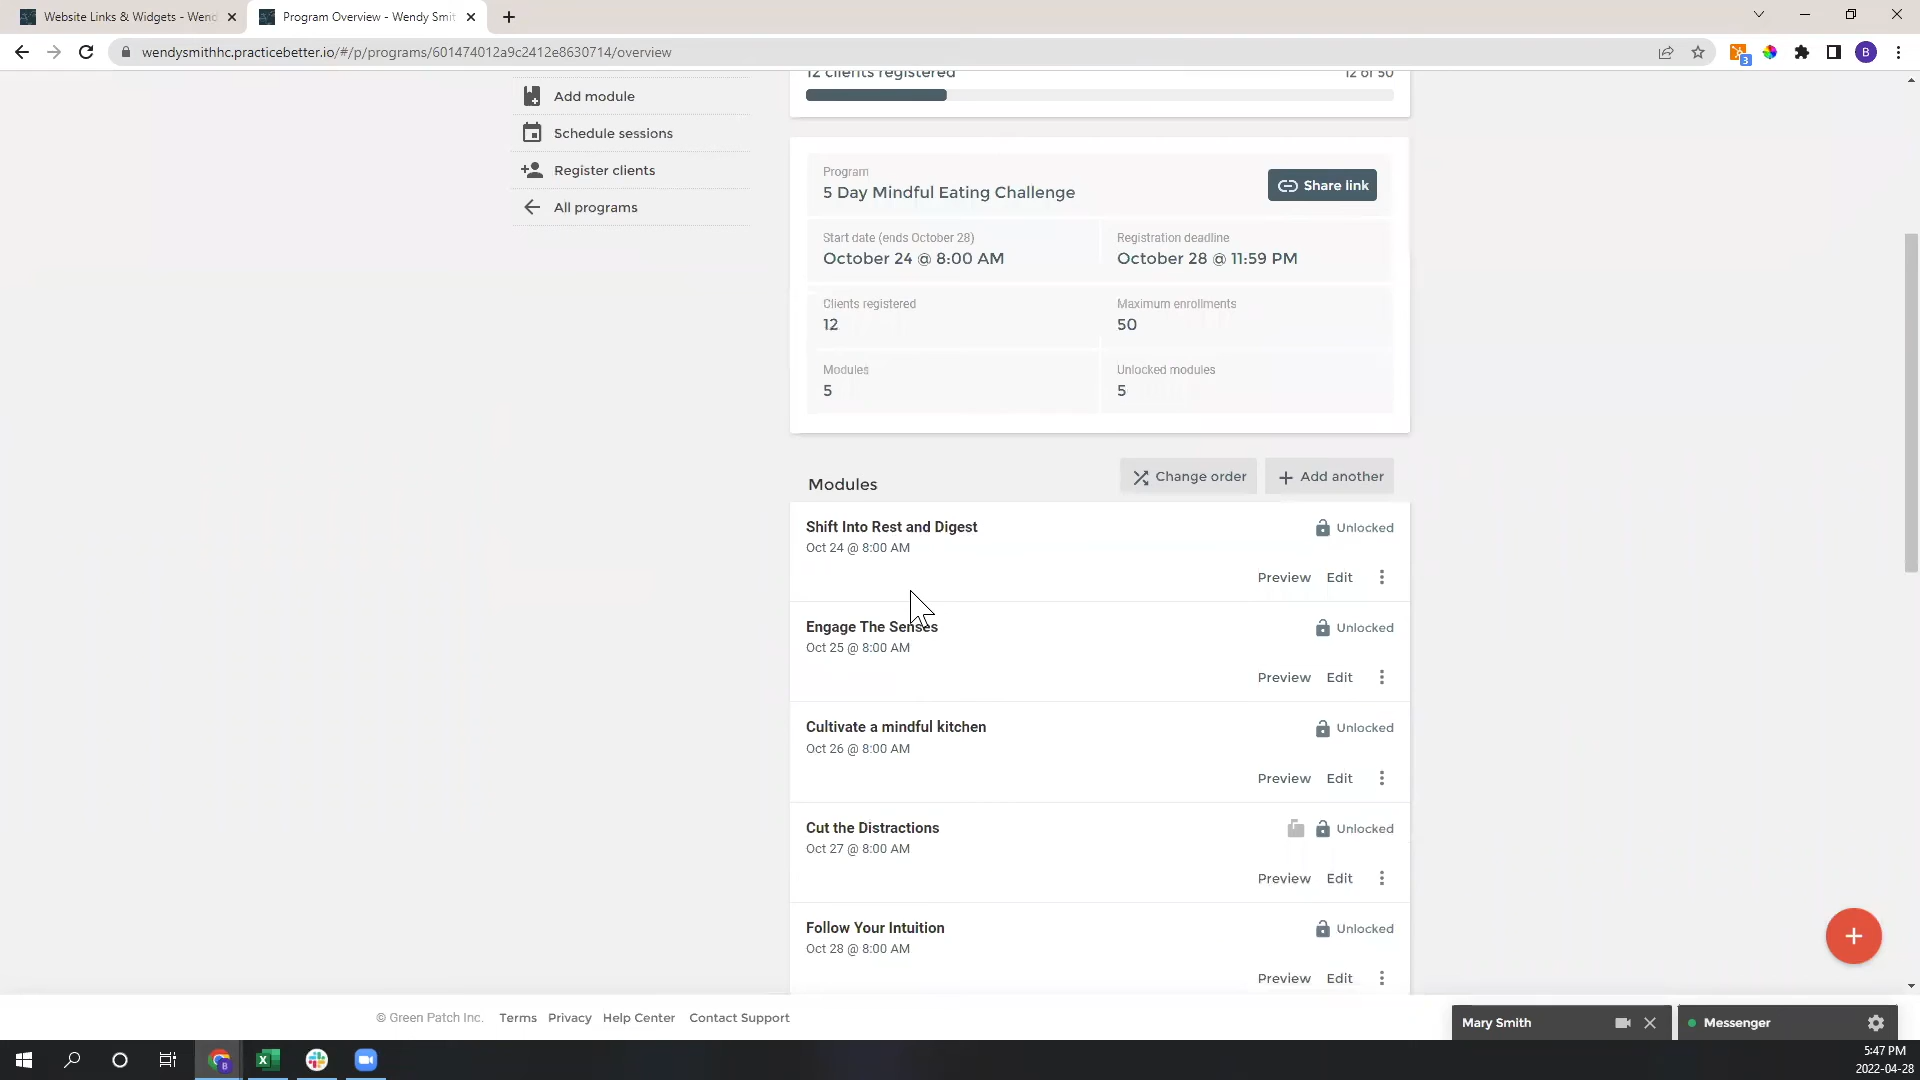 Website Links & Widgets - Wend
Program Overview - Wendy Smit
wendysmithhc.practicebetter.io/#/p/programs/601474012a9c2412e8630714/overview
3
B
12 clients registered
12 of 50
Add module
Schedule sessions
Register clients
All programs
Program
5 Day Mindful Eating Challenge
Share link
Start date (ends October 28)
October 24 @ 8:00 AM
Registration deadline
October 28 @ 11:59 PM
Clients registered
12
Maximum enrollments
50
Modules
5
Unlocked modules
5
Modules
Change order
Add another
Shift Into Rest and Digest
Unlocked
Oct 24 @ 8:00 AM
Preview Edit
Engage The Senses
Unlocked
Oct 25 @ 8:00 AM
Preview Edit
Cultivate a mindful kitchen
Unlocked
Oct 26 @ 8:00 AM
Preview Edit
Cut the Distractions
Unlocked
Oct 27 @ 8:00 AM
Preview Edit
Follow Your Intuition
Unlocked
Oct 28 @ 8:00 AM
Preview Edit
© Green Patch Inc. Terms Privacy Help Center Contact Support
Mary Smith
Messenger
5:47 PM
2022-04-28